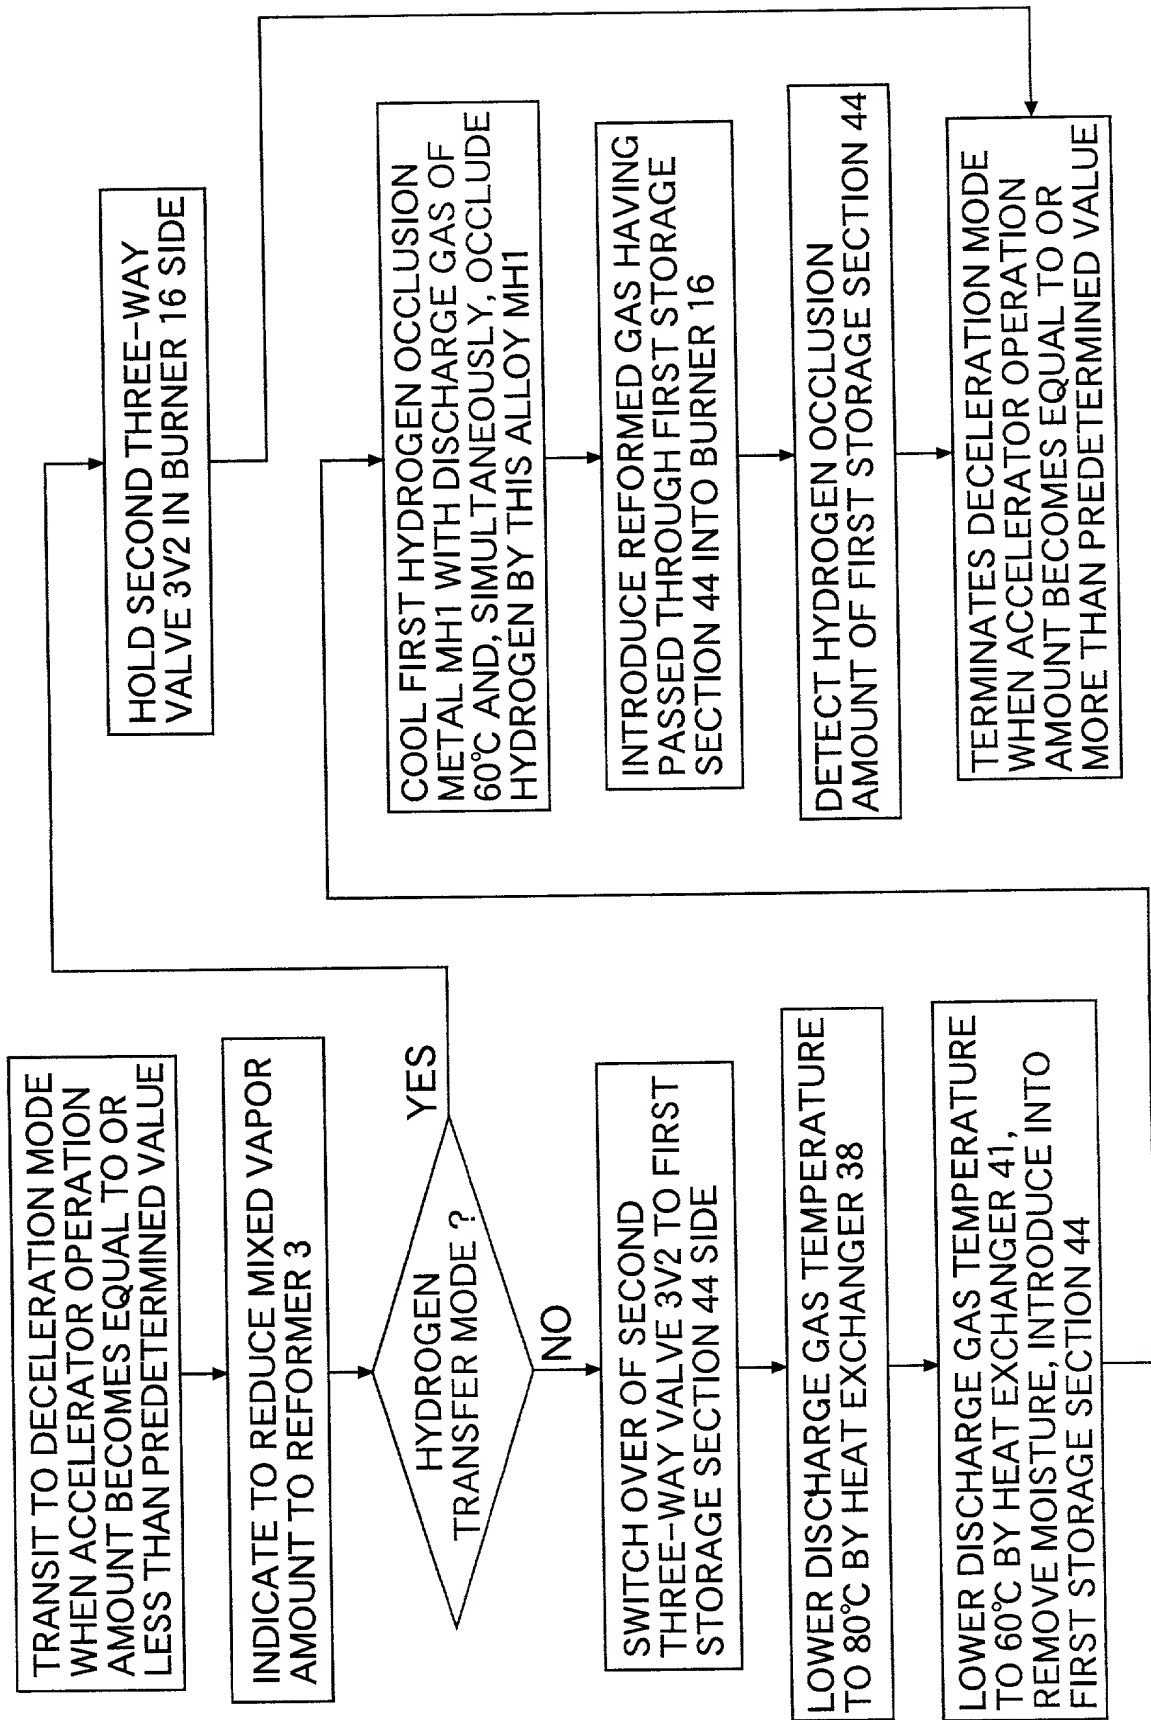 TRANSIT TO DECELERATION MODE
WHEN ACCELERATOR OPERATION
AMOUNT BECOMES EQUAL TO OR
LESS THAN PREDETERMINED VALUE
INDICATE TO REDUCE MIXED VAPOR
AMOUNT TO REFORMER 3
HYDROGEN
TRANSFER MODE ?
YES
NO
SWITCH OVER OF SECOND
THREE-WAY VALVE 3V2 TO FIRST
STORAGE SECTION 44 SIDE
LOWER DISCHARGE GAS TEMPERATURE
TO 80°C BY HEAT EXCHANGER 38
LOWER DISCHARGE GAS TEMPERATURE
TO 60°C BY HEAT EXCHANGER 41,
REMOVE MOISTURE, INTRODUCE INTO
FIRST STORAGE SECTION 44
HOLD SECOND THREE-WAY
VALVE 3V2 IN BURNER 16 SIDE
COOL FIRST HYDROGEN OCCLUSION
METAL MH1 WITH DISCHARGE GAS OF
60°C AND, SIMULTANEOUSLY, OCCLUDE
HYDROGEN BY THIS ALLOY MH1
INTRODUCE REFORMED GAS HAVING
PASSED THROUGH FIRST STORAGE
SECTION 44 INTO BURNER 16
DETECT HYDROGEN OCCLUSION
AMOUNT OF FIRST STORAGE SECTION 44
TERMINATES DECELERATION MODE
WHEN ACCELERATOR OPERATION
AMOUNT BECOMES EQUAL TO OR
MORE THAN PREDETERMINED VALUE